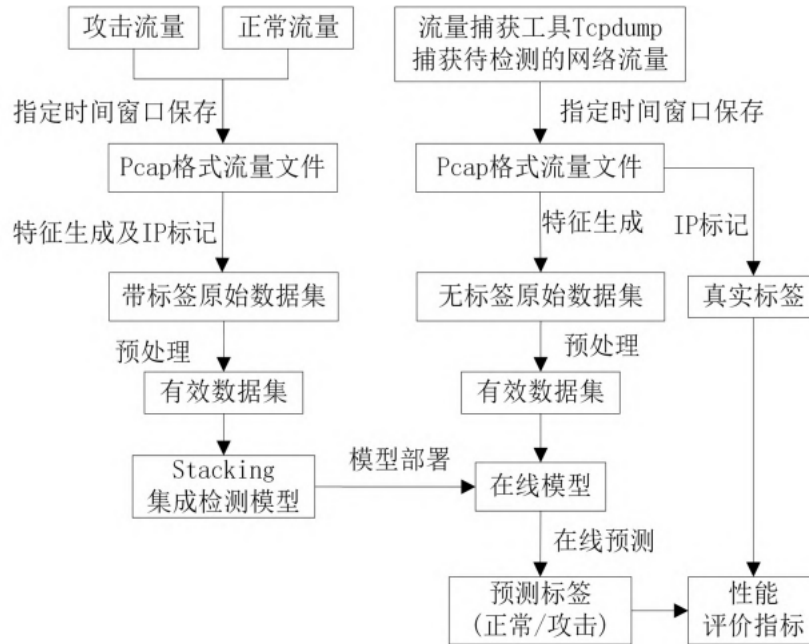 攻击流量
正常流量
流量捕获工具Tcpdump
捕获待检测的网络流量
指定时间窗口保存
指定时间窗口保存
Pcap格式流量文件
Pcap格式流量文件
特征生成及IP标记
特征生成
IP标记
带标签原始数据集
无标签原始数据集
真实标签
预处理
预处理
有效数据集
有效数据集
Stacking
集成检测模型
模型部署
在线模型
在线预测
预测标签
(正常/攻击)
性能
评价指标